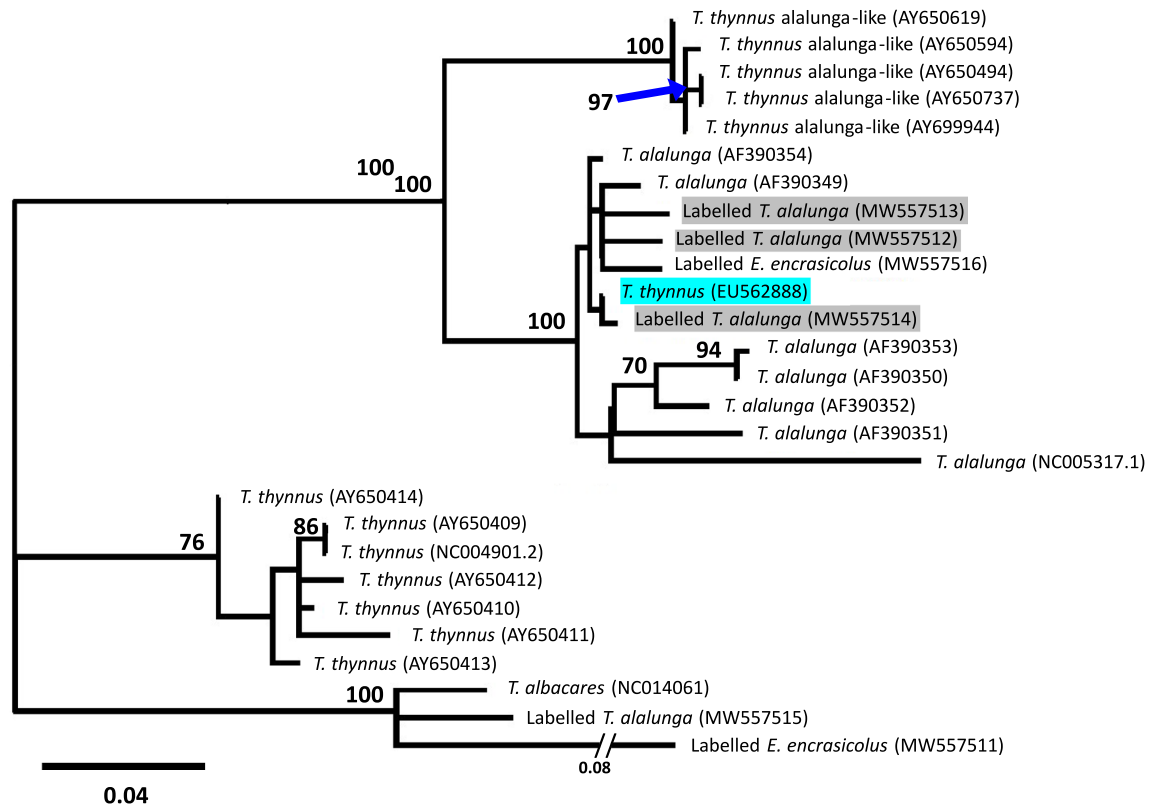 T. thynnus alalunga-like (AY650619)
100
T. thynnus alalunga-like (AY650594)
T. thynnus alalunga-like (AY650494)
97
T. thynnus alalunga-like (AY650737)
T. thynnus alalunga-like (AY699944)
T. alalunga (AF390354)
100
100
T. alalunga (AF390349)
Labelled T. alalunga (MW557513)
Labelled T. alalunga (MW557512)
Labelled E. encrasicolus (MW557516)
T. thynnus (EU562888)
100
Labelled T. alalunga (MW557514)
94
T. alalunga (AF390353)
70
T. alalunga (AF390350)
T. alalunga (AF390352)
T. alalunga (AF390351)
T. alalunga (NC005317.1)
T. thynnus (AY650414)
86
T. thynnus (AY650409)
76
T. thynnus (NC004901.2)
T. thynnus (AY650412)
T. thynnus (AY650410)
T. thynnus (AY650411)
T. thynnus (AY650413)
100
T. albacares (NC014061)
Labelled T. alalunga (MW557515)
Labelled E. encrasicolus (MW557511)
0.08
0.04